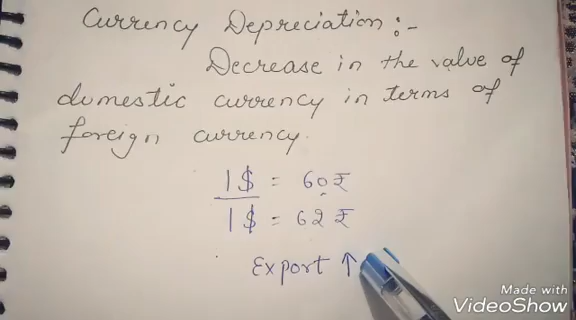 Currency Depreciation :-
Decrease in the value of
domestic currency in terms of
foreign currency.
1$ = 60₹
1$ = 62₹
Export ↑
Made with
VideoShow